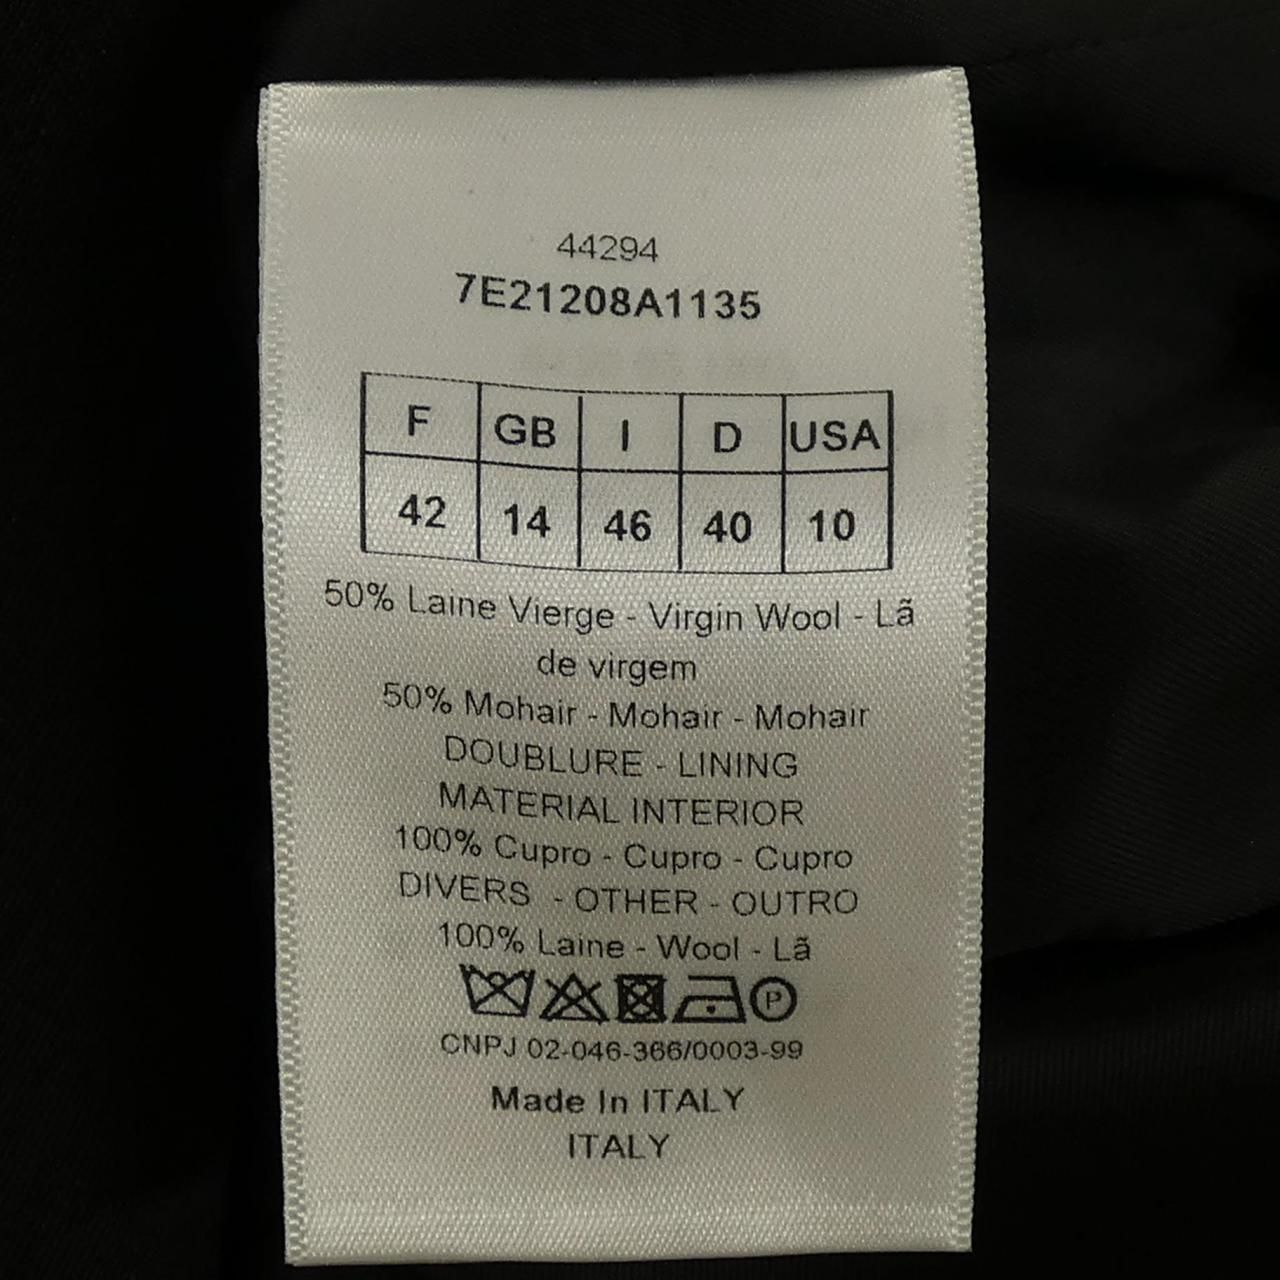 44294
7E21208A1135
F GB I D USA
42 14 46 40 10
50% Laine Vierge - Virgin Wool - Lã
de virgem
50% Mohair - Mohair - Mohair
DOUBLURE - LINING
MATERIAL INTERIOR
100% Cupro - Cupro - Cupro
DIVERS - OTHER - OUTRO
100% Laine - Wool - Lã
P
CNPJ 02-046-366/0003-99
Made In ITALY
ITALY